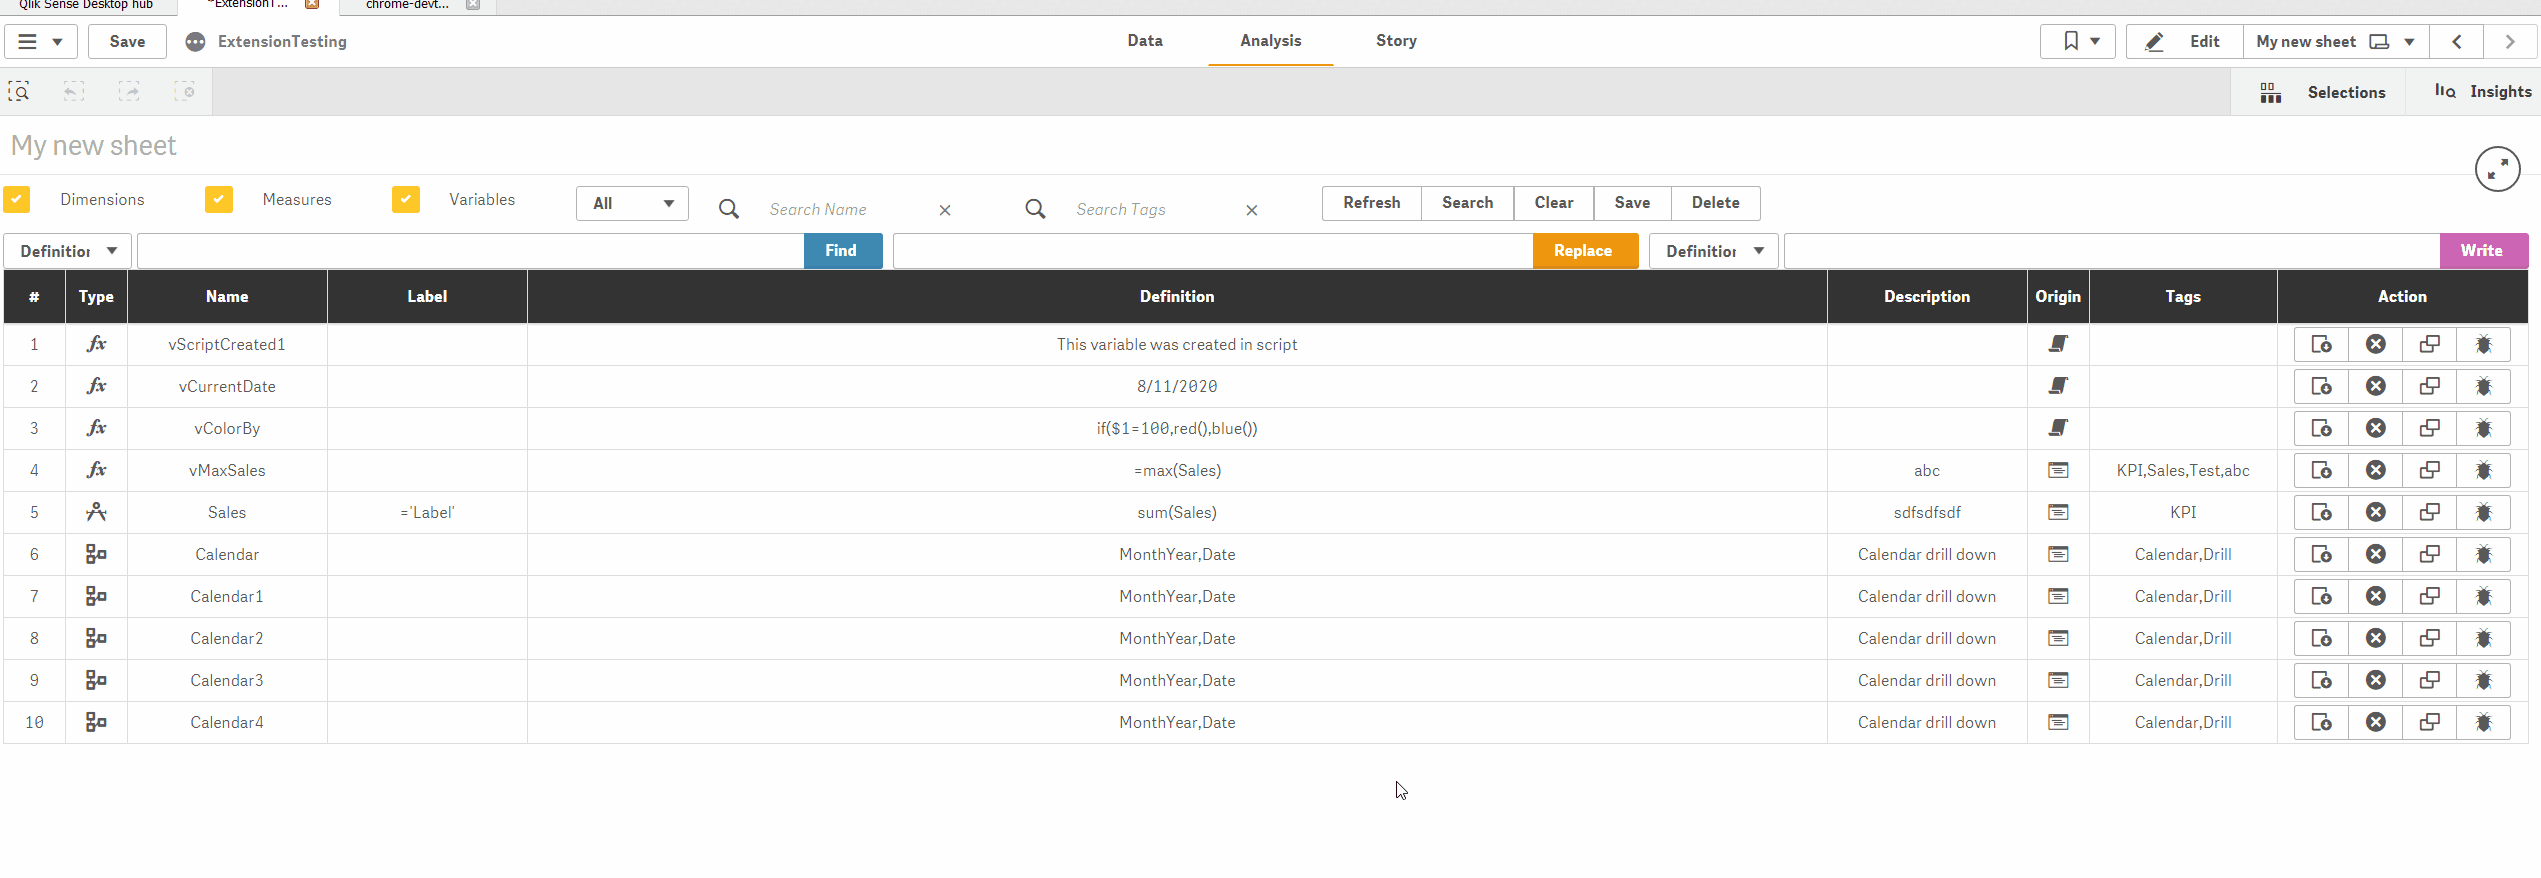 Qlik Sense Desktop hub *ExtensionT... chrome-devt...
Save ExtensionTesting Data Analysis Story Edit My new sheet
Selections Insights
My new sheet
Dimensions Measures Variables All Search Name Search Tags Refresh Search Clear Save Delete
Definition Find Replace Definition Write
# Type Name Label Definition Description Origin Tags Action
1 fx vScriptCreated1 This variable was created in script
2 fx vCurrentDate 8/11/2020
3 fx vColorBy if($1=100,red(),blue())
4 fx vMaxSales =max(Sales) abc KPI,Sales,Test,abc
5 Sales ='Label' sum(Sales) sdfsdfsdf KPI
6 Calendar MonthYear,Date Calendar drill down Calendar,Drill
7 Calendar1 MonthYear,Date Calendar drill down Calendar,Drill
8 Calendar2 MonthYear,Date Calendar drill down Calendar,Drill
9 Calendar3 MonthYear,Date Calendar drill down Calendar,Drill
10 Calendar4 MonthYear,Date Calendar drill down Calendar,Drill